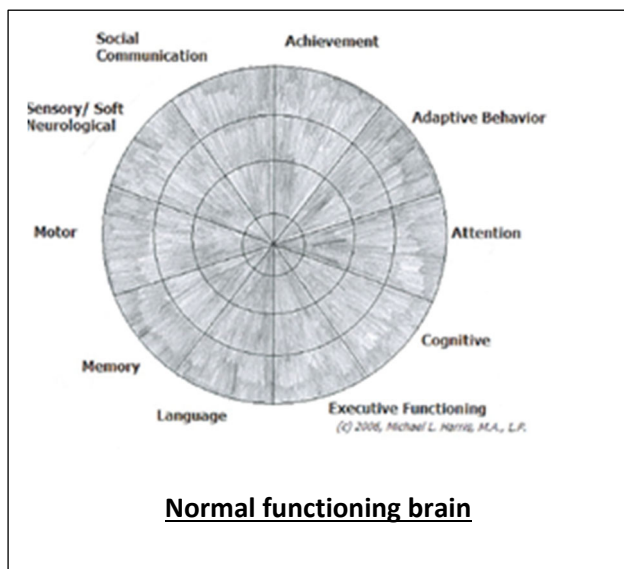 Social
Communication
Achievement
Sensory/ Soft
Neurological
Adaptive Behavior
Motor
Attention
Cognitive
Memory
Language
Executive Functioning
(c) 2006, Michael L. Harris, M.A., L.P.
Normal functioning brain